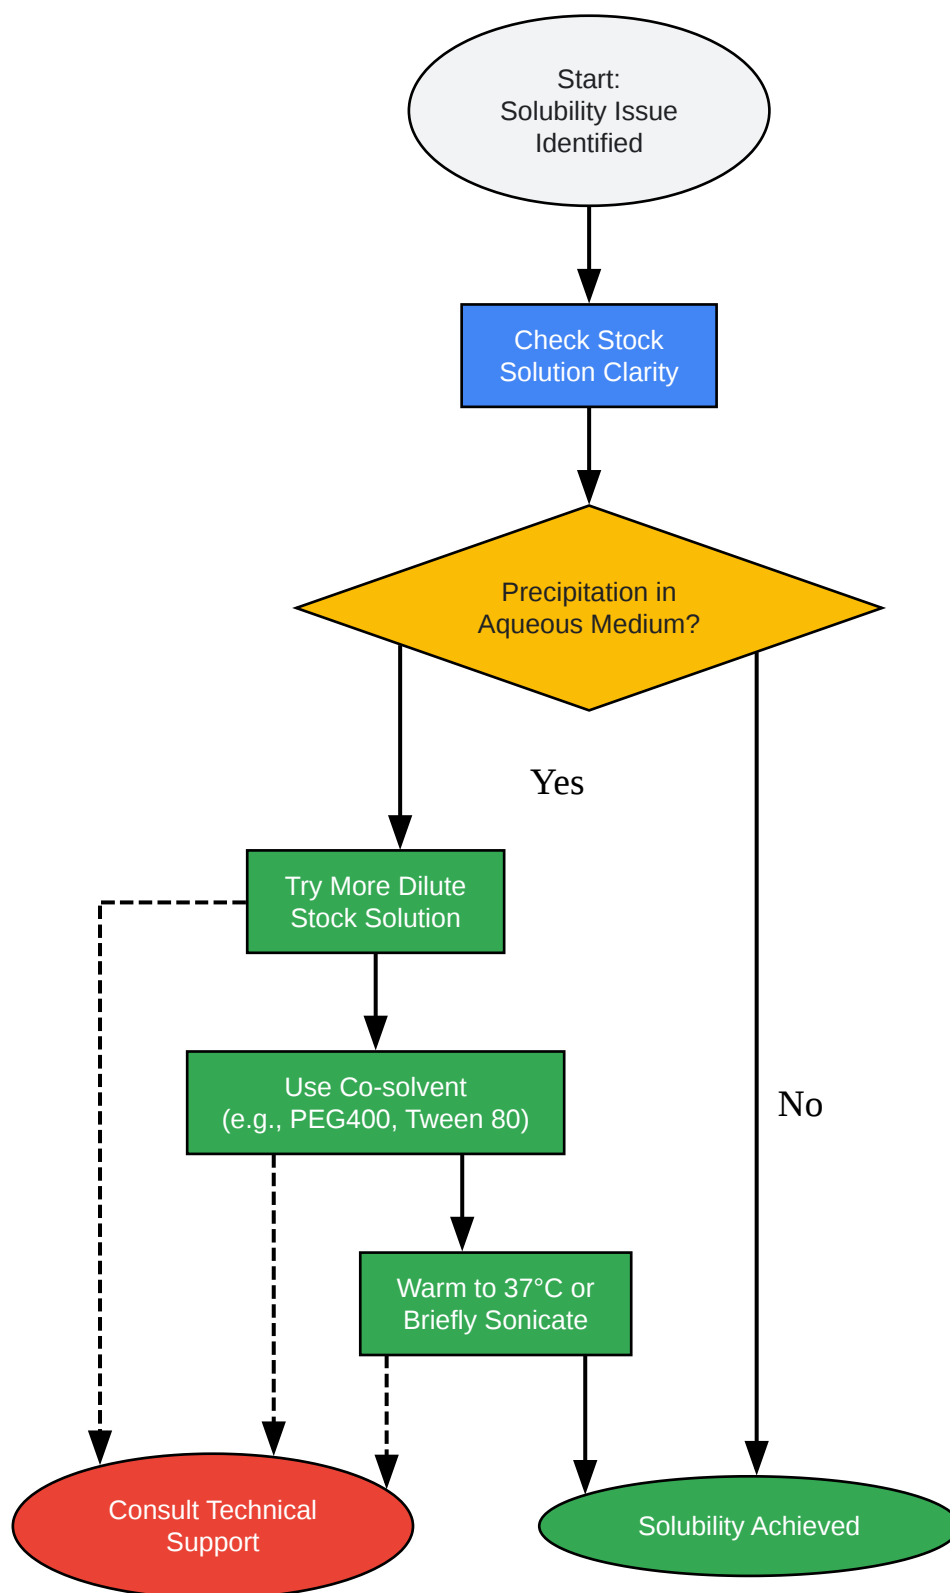 Start:
Solubility Issue
Identified
Check Stock
Solution Clarity
Precipitation in
Aqueous Medium?
Yes
Try More Dilute
Stock Solution
Use Co-solvent
(e.g., PEG400, Tween 80)
No
Warm to 37°C or
Briefly Sonicate
Consult Technical
Support
Solubility Achieved